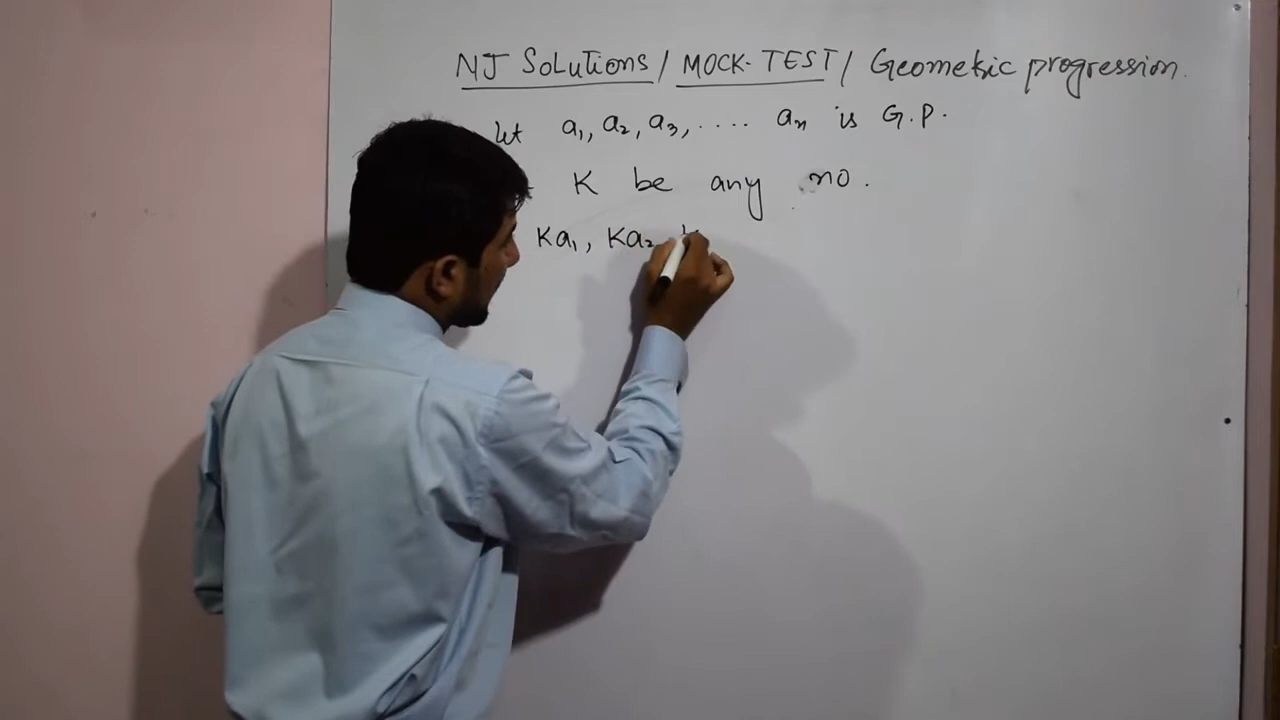 NJ Solutions / MOCK-TEST / Geometric progression.
let a₁, a₂, a₃, .... aₙ is G.P.
K be any no.
Ka₁, Ka₂